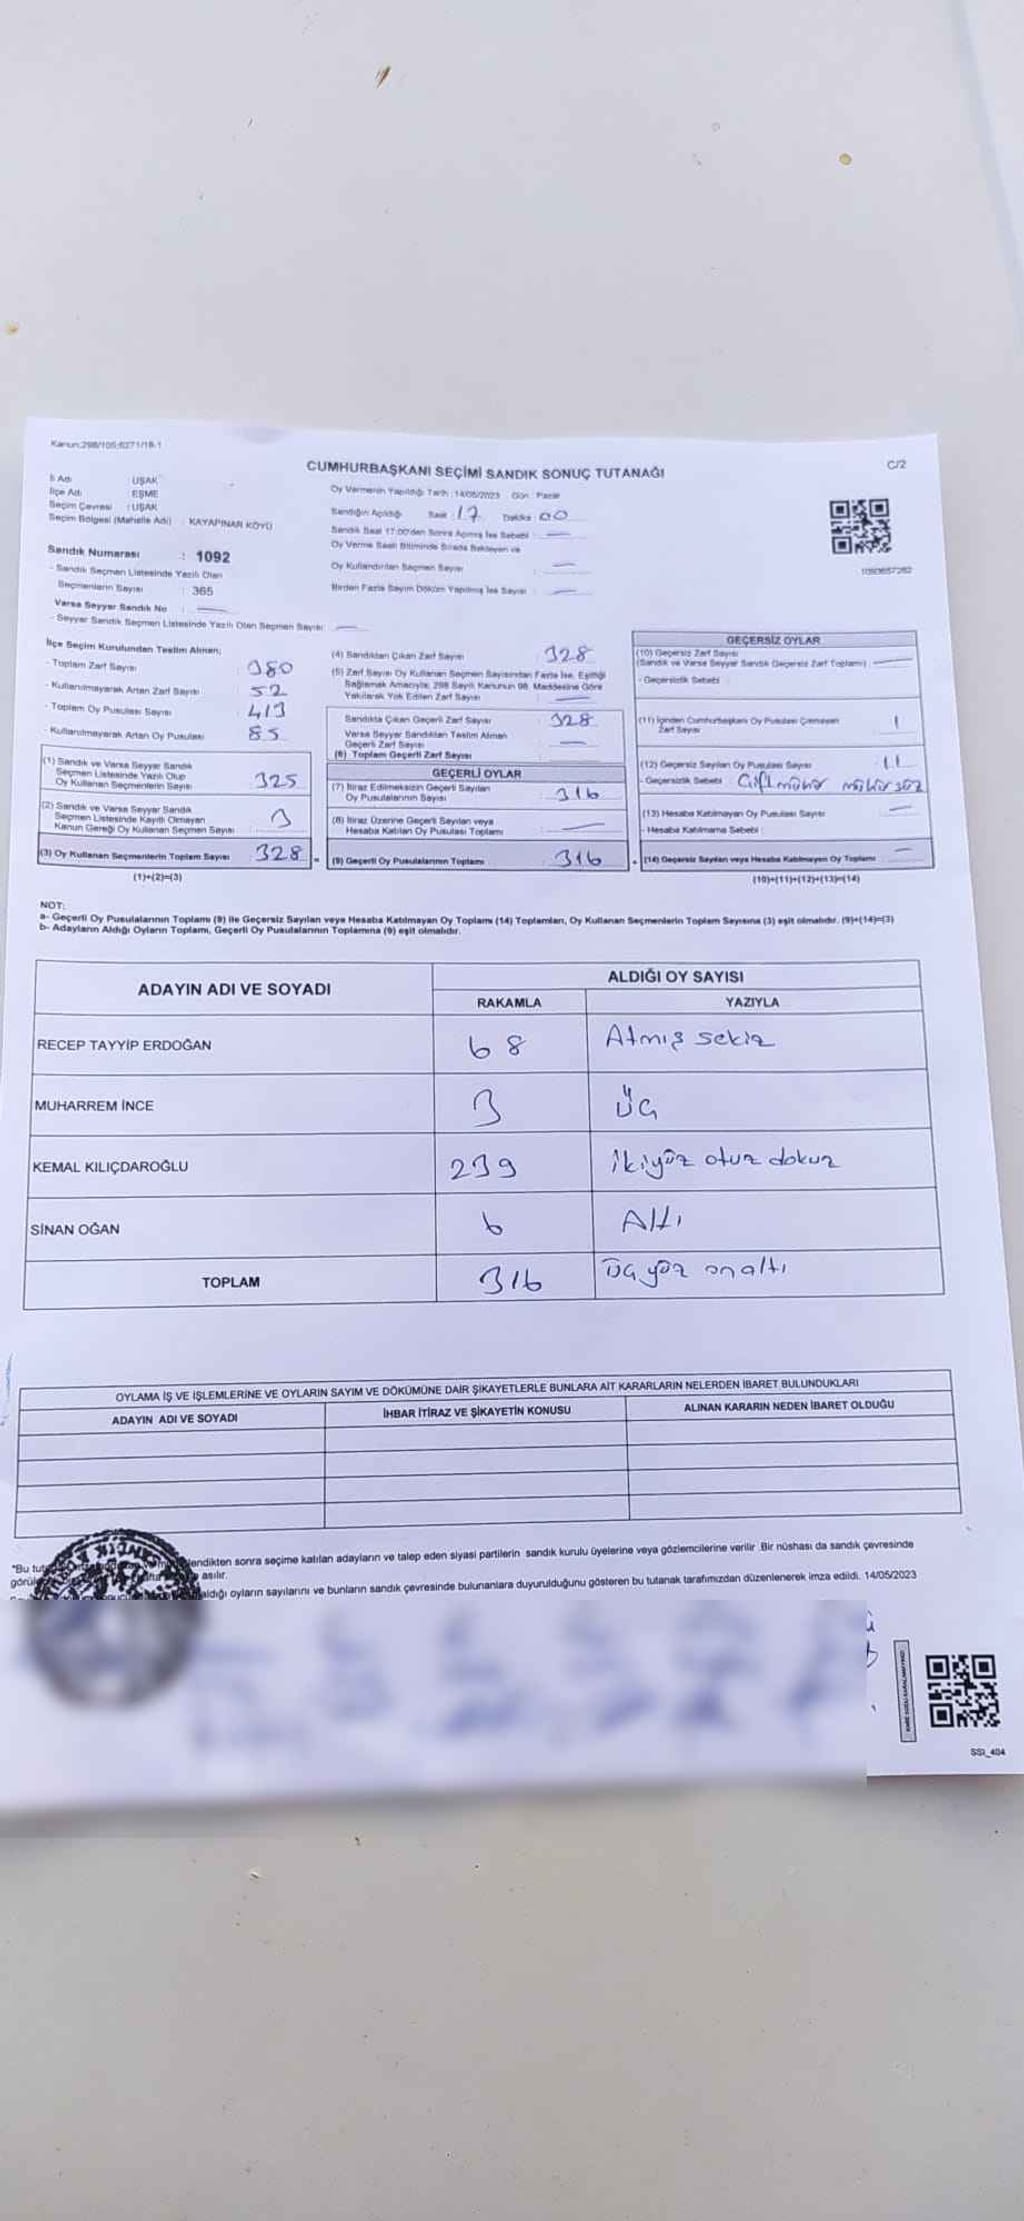 Kanun:298/105;6271/18-1
CUMHURBAŞKANI SEÇİMİ SANDIK SONUÇ TUTANAĞI
C/2
İl Adı : UŞAK
İlçe Adı : EŞME
Seçim Çevresi : UŞAK
Seçim Bölgesi (Mahalle Adı) : KAYAPINAR KÖYÜ
Sandık Numarası : 1092
- Sandık Seçmen Listesinde Yazılı Olan
Seçmenlerin Sayısı : 365
Varsa Seyyar Sandık No :
- Seyyar Sandık Seçmen Listesinde Yazılı Olan Seçmen Sayısı
Oy Vermenin Yapıldığı Tarih : 14/05/2023 Gün : Pazar
Sandığın Açıldığı Saat : 17 Dakika : 00
Sandık Saat 17:00'den Sonra Açılmış İse Sebebi :
Oy Verme Saati Bitiminde Sırada Bekleyen ve
Oy Kullandırılan Seçmen Sayısı :
Birden Fazla Sayım Döküm Yapılmış İse Sayısı :
1090657262
İlçe Seçim Kurulundan Teslim Alınan;
- Toplam Zarf Sayısı : 380
- Kullanılmayarak Artan Zarf Sayısı : 52
- Toplam Oy Pusulası Sayısı : 413
- Kullanılmayarak Artan Oy Pusulası : 85
(1) Sandık ve Varsa Seyyar Sandık
Seçmen Listesinde Yazılı Olup
Oy Kullanan Seçmenlerin Sayısı : 325
(2) Sandık ve Varsa Seyyar Sandık
Seçmen Listesinde Kayıtlı Olmayan
Kanun Gereği Oy Kullanan Seçmen Sayısı 3
(3) Oy Kullanan Seçmenlerin Toplam Sayısı : 328
(1)+(2)=(3)
(4) Sandıktan Çıkan Zarf Sayısı : 328
(5) Zarf Sayısı Oy Kullanan Seçmen Sayısından Fazla İse, Eşitliği
Sağlamak Amacıyla; 298 Sayılı Kanunun 98. Maddesine Göre
Yakılarak Yok Edilen Zarf Sayısı :
Sandıkta Çıkan Geçerli Zarf Sayısı : 328
Varsa Seyyar Sandıktan Teslim Alınan
Geçerli Zarf Sayısı :
(6) Toplam Geçerli Zarf Sayısı
GEÇERLİ OYLAR
(7) İtiraz Edilmeksizin Geçerli Sayılan
Oy Pusulalarının Sayısı : 316
(8) İtiraz Üzerine Geçerli Sayılan veya
Hesaba Katılan Oy Pusulası Toplamı :
(9) Geçerli Oy Pusulalarının Toplamı : 316
GEÇERSİZ OYLAR
(10) Geçersiz Zarf Sayısı
(Sandık ve Varsa Seyyar Sandık Geçersiz Zarf Toplamı) :
- Geçersizlik Sebebi :
(11) İçinden Cumhurbaşkanı Oy Pusulası Çıkmayan
Zarf Sayısı : 1
(12) Geçersiz Sayılan Oy Pusulası Sayısı : 11
- Geçersizlik Sebebi : Çift mühür mühürsüz
(13) Hesaba Katılmayan Oy Pusulası Sayısı :
- Hesaba Katılmama Sebebi :
(14) Geçersiz Sayılan veya Hesaba Katılmayan Oy Toplamı :
(10)+(11)+(12)+(13)=(14)
NOT:
a- Geçerli Oy Pusulalarının Toplamı (9) ile Geçersiz Sayılan veya Hesaba Katılmayan Oy Toplamı (14) Toplamları, Oy Kullanan Seçmenlerin Toplam Sayısına (3) eşit olmalıdır. (9)+(14)=(3)
b- Adayların Aldığı Oyların Toplamı, Geçerli Oy Pusulalarının Toplamına (9) eşit olmalıdır.
ADAYIN ADI VE SOYADI
ALDIĞI OY SAYISI
RAKAMLA YAZIYLA
RECEP TAYYİP ERDOĞAN 68 Atmış sekiz
MUHARREM İNCE 3 Üç
KEMAL KILIÇDAROĞLU 239 ikiyüz otuz dokuz
SİNAN OĞAN 6 Altı
TOPLAM 316 Üçyüz onaltı
OYLAMA İŞ VE İŞLEMLERİNE VE OYLARIN SAYIM VE DÖKÜMÜNE DAİR ŞİKAYETLERLE BUNLARA AİT KARARLARIN NELERDEN İBARET BULUNDUKLARI
ADAYIN ADI VE SOYADI İHBAR İTİRAZ VE ŞİKAYETİN KONUSU ALINAN KARARIN NEDEN İBARET OLDUĞU
*Bu sonra seçime katılan adayların ve talep eden siyasi partilerin sandık kurulu üyelerine veya gözlemcilerine verilir .Bir nüshası da sandık çevresinde
asılır.
aldığı oyların sayılarını ve bunların sandık çevresinde bulunanlara duyurulduğunu gösteren bu tutanak tarafımızdan düzenlenerek imza edildi. 14/05/2023
SSI_404